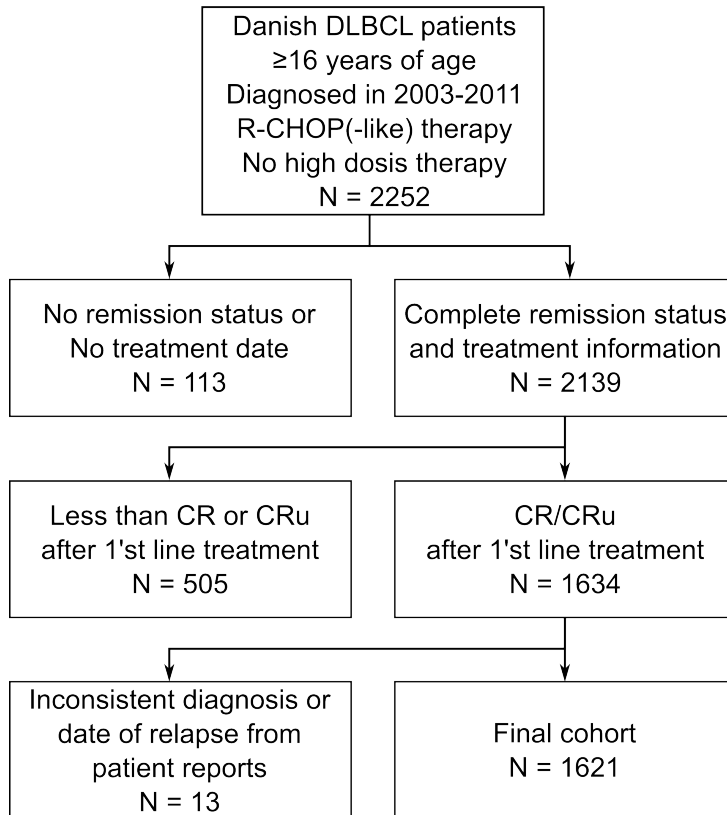 Danish DLBCL patients
≥16 years of age
Diagnosed in 2003-2011
R-CHOP(-like) therapy
No high dosis therapy
N = 2252
No remission status or
No treatment date
N = 113
Complete remission status
and treatment information
N = 2139
Less than CR or CRu
after 1'st line treatment
N = 505
CR/CRu
after 1'st line treatment
N = 1634
Inconsistent diagnosis or
date of relapse from
patient reports
N = 13
Final cohort
N = 1621